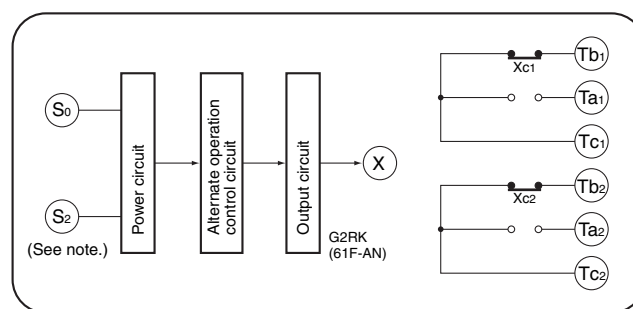 S0
S2
(See note.)
Power circuit
Alternate operation
control circuit
Output circuit
X
G2RK
(61F-AN)
Xc1
Tb1
Ta1
Tc1
Xc2
Tb2
Ta2
Tc2